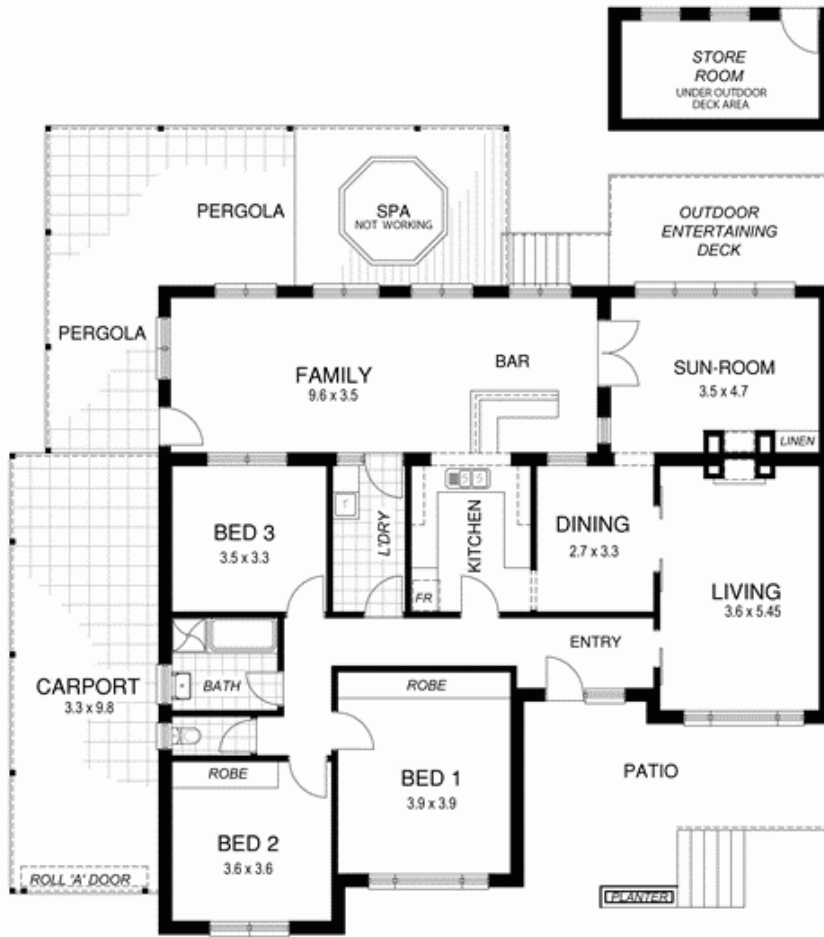 STORE
ROOM
UNDER OUTDOOR
DECK AREA
PERGOLA
SPA
NOT WORKING
OUTDOOR
ENTERTAINING
DECK
PERGOLA
FAMILY
9.6 x 3.5
BAR
SUN-ROOM
3.5 x 4.7
LINEN
BED 3
3.5 x 3.3
L'DRY
KITCHEN
FR
DINING
2.7 x 3.3
LIVING
3.6 x 5.45
ENTRY
CARPORT
3.3 x 9.8
BATH
ROBE
ROBE
BED 1
3.9 x 3.9
PATIO
BED 2
3.6 x 3.6
ROLL 'A' DOOR
PLANTER